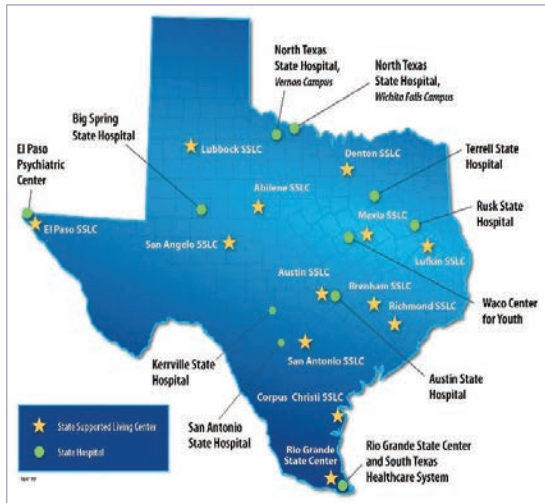 North Texas
State Hospital,
Vernon Campus
North Texas
State Hospital,
Wichita Falls Campus
Big Spring
State Hospital
El Paso
Psychiatric
Center
Lubbock SSLC
Denton SSLC
Terrell State
Hospital
Abilene SSLC
Mexia SSLC
Rusk State
Hospital
El Paso SSLC
San Angelo SSLC
Lufkin SSLC
Austin SSLC
Brenham SSLC
Richmond SSLC
Waco Center
for Youth
San Antonio SSLC
Kerrville State
Hospital
Austin State
Hospital
Corpus Christi SSLC
San Antonio
State Hospital
State Supported Living Center
State Hospital
Rio Grande
State Center
Rio Grande State Center
and South Texas
Healthcare System